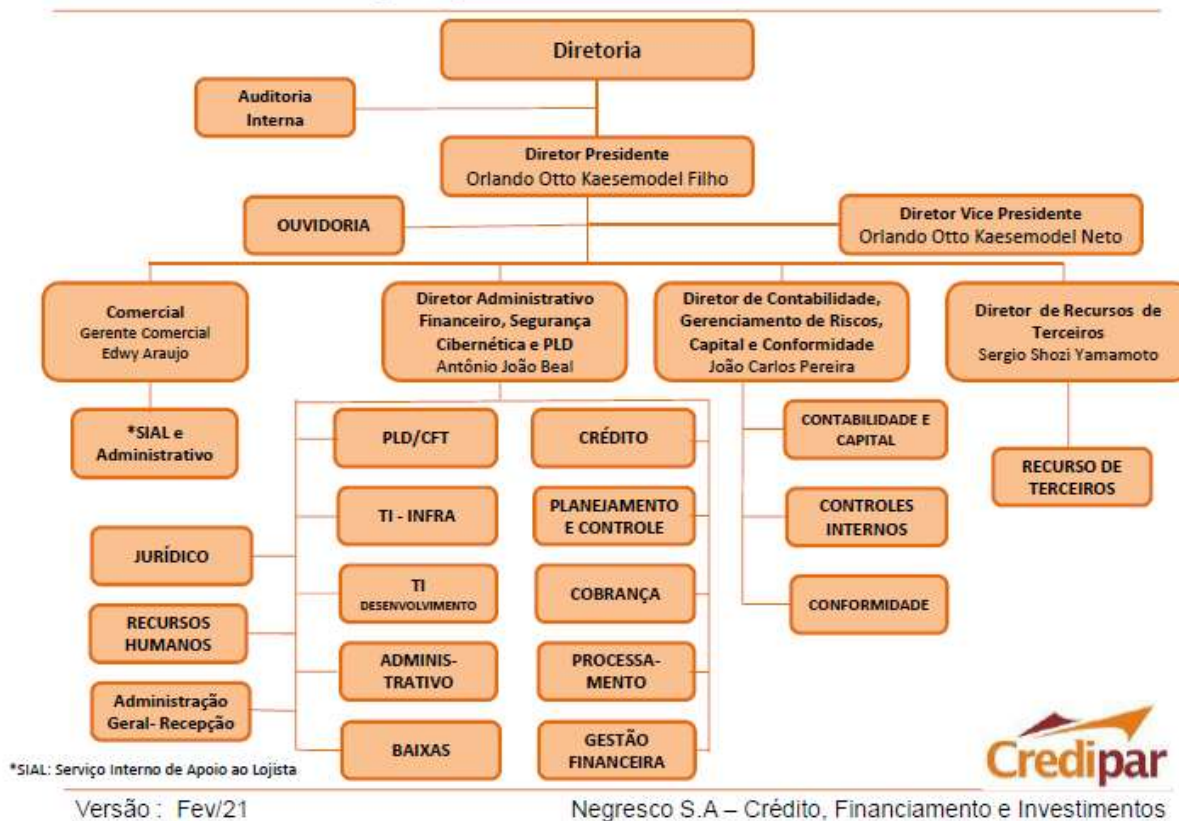 Diretoria
Auditoria
Interna
Diretor Presidente
Orlando Otto Kaesemodel Filho
OUVIDORIA
Diretor Vice Presidente
Orlando Otto Kaesemodel Neto
Comercial
Gerente Comercial
Edwy Araujo
Diretor Administrativo
Financeiro, Segurança
Cibernética e PLD
Antônio João Beal
Diretor de Contabilidade,
Gerenciamento de Riscos,
Capital e Conformidade
João Carlos Pereira
Diretor de Recursos de
Terceiros
Sergio Shozi Yamamoto
*SIAL e
Administrativo
JURÍDICO
RECURSOS
HUMANOS
Administração
Geral- Recepção
PLD/CFT
TI - INFRA
TI
DESENVOLVIMENTO
ADMINIS-
TRATIVO
BAIXAS
CRÉDITO
PLANEJAMENTO
E CONTROLE
COBRANÇA
PROCESSA-
MENTO
GESTÃO
FINANCEIRA
CONTABILIDADE E
CAPITAL
CONTROLES
INTERNOS
CONFORMIDADE
RECURSO DE
TERCEIROS
*SIAL: Serviço Interno de Apoio ao Lojista
Credipar
Versão : Fev/21
Negresco S.A – Crédito, Financiamento e Investimentos